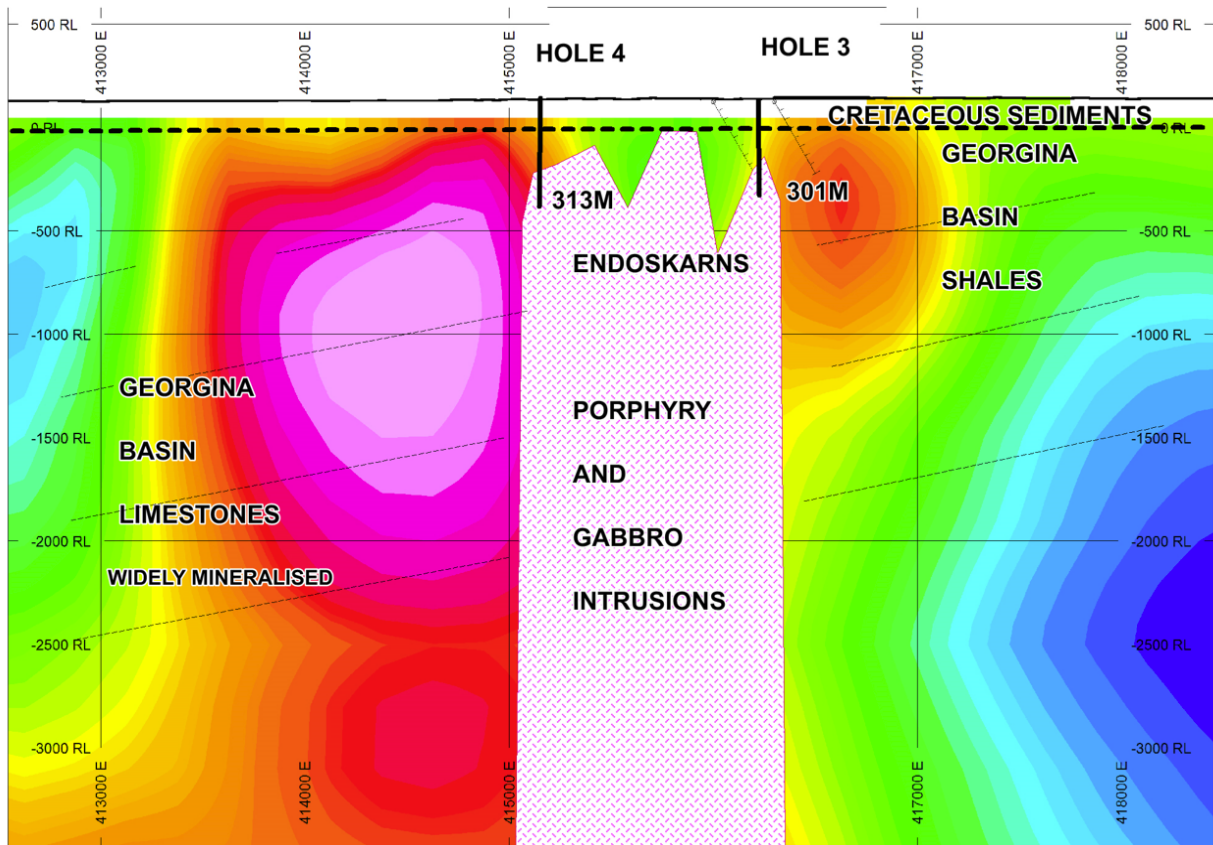 500 RL
500 RL
413000 E
414000 E
415000 E
417000 E
418000 E
HOLE 4
HOLE 3
CRETACEOUS SEDIMENTS
0 RL
0 RL
GEORGINA
BASIN
SHALES
313M
301M
-500 RL
-500 RL
ENDOSKARNS
-1000 RL
-1000 RL
GEORGINA
BASIN
LIMESTONES
WIDELY MINERALISED
PORPHYRY
AND
GABBRO
INTRUSIONS
-1500 RL
-1500 RL
-2000 RL
-2000 RL
-2500 RL
-2500 RL
-3000 RL
-3000 RL
413000 E
414000 E
415000 E
417000 E
418000 E